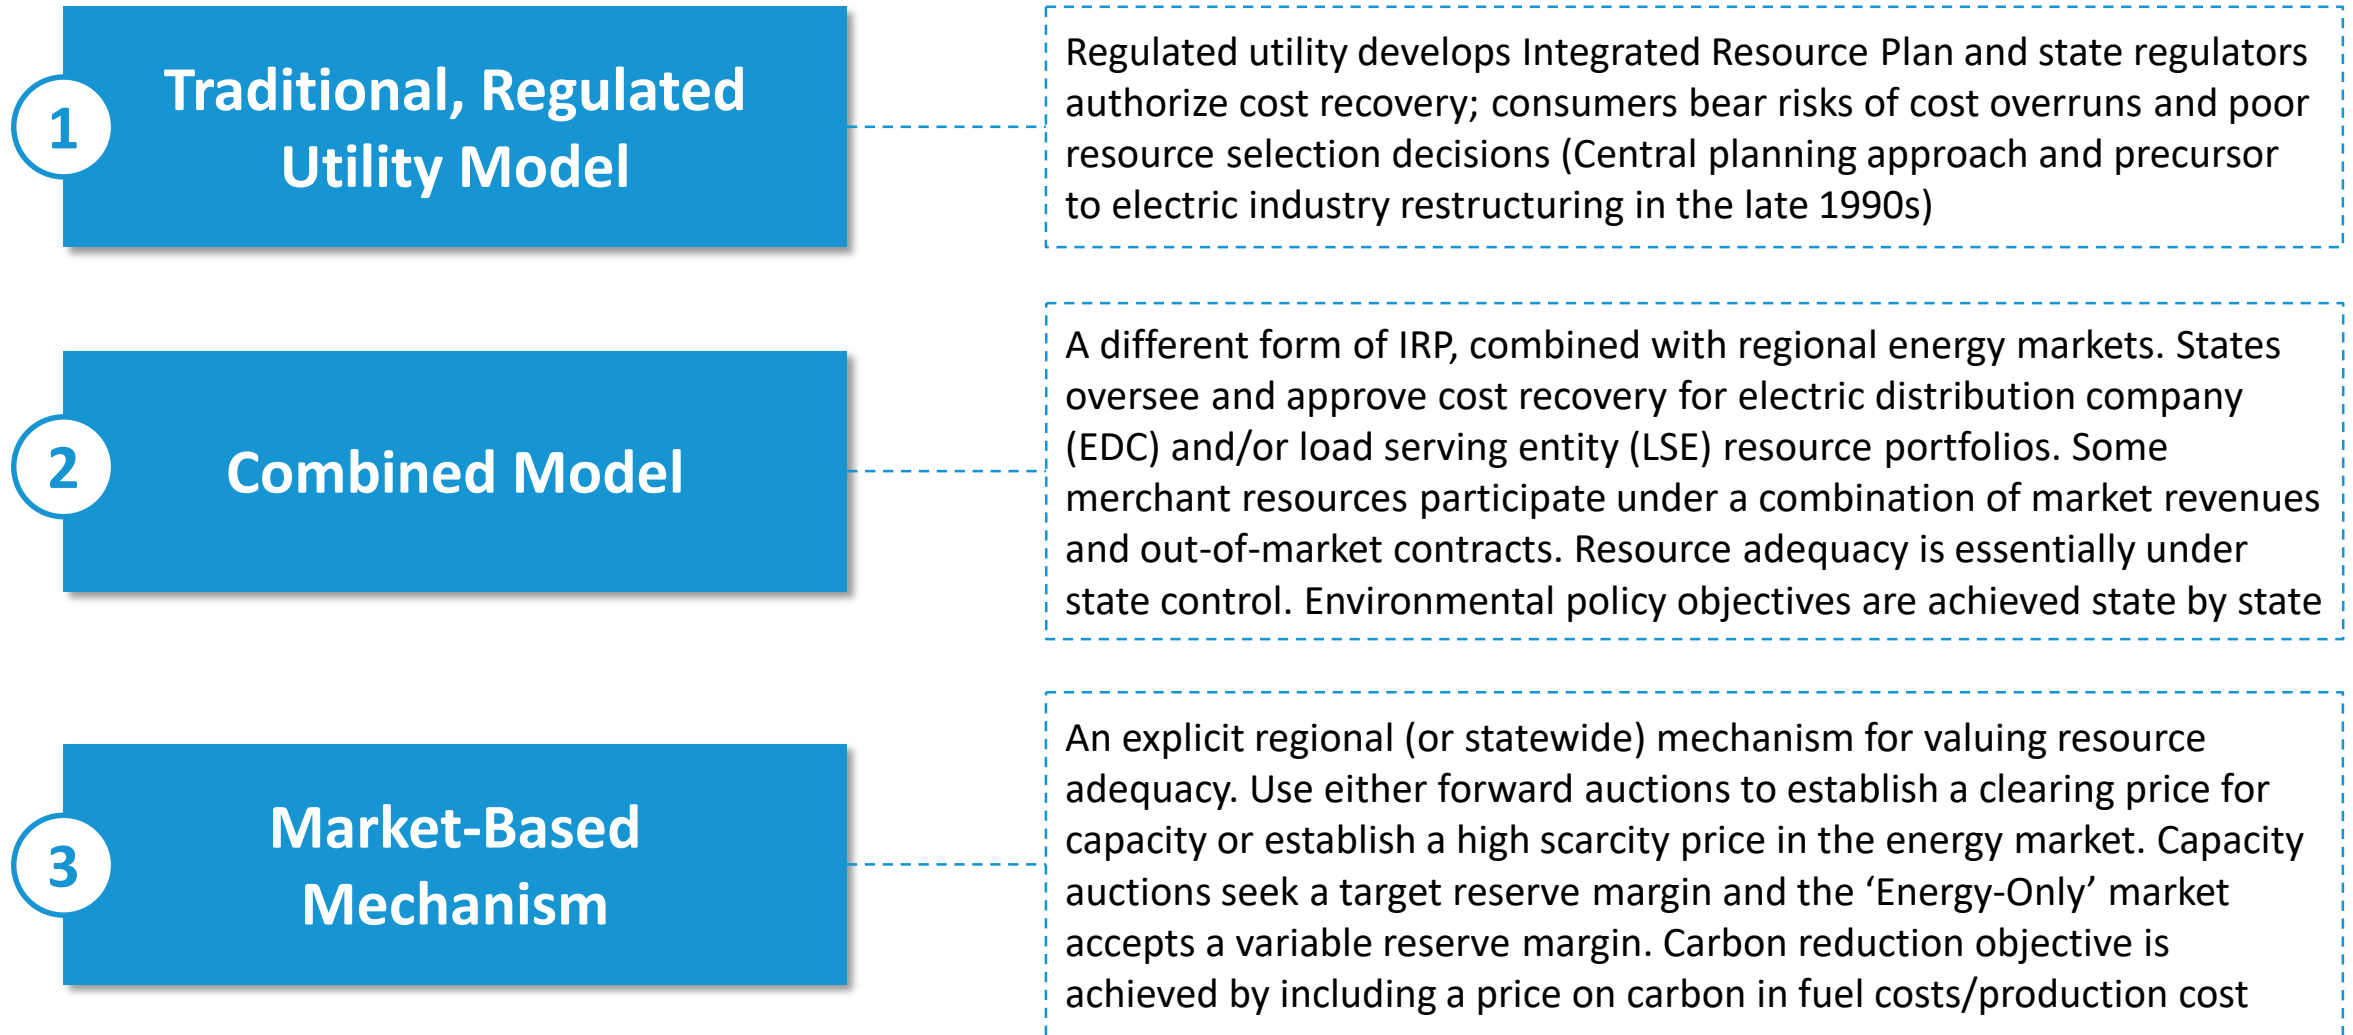 1
Traditional, Regulated
Utility Model
Regulated utility develops Integrated Resource Plan and state regulators
authorize cost recovery; consumers bear risks of cost overruns and poor
resource selection decisions (Central planning approach and precursor
to electric industry restructuring in the late 1990s)
2
Combined Model
A different form of IRP, combined with regional energy markets. States
oversee and approve cost recovery for electric distribution company
(EDC) and/or load serving entity (LSE) resource portfolios. Some
merchant resources participate under a combination of market revenues
and out-of-market contracts. Resource adequacy is essentially under
state control. Environmental policy objectives are achieved state by state
3
Market-Based
Mechanism
An explicit regional (or statewide) mechanism for valuing resource
adequacy. Use either forward auctions to establish a clearing price for
capacity or establish a high scarcity price in the energy market. Capacity
auctions seek a target reserve margin and the ‘Energy-Only’ market
accepts a variable reserve margin. Carbon reduction objective is
achieved by including a price on carbon in fuel costs/production cost